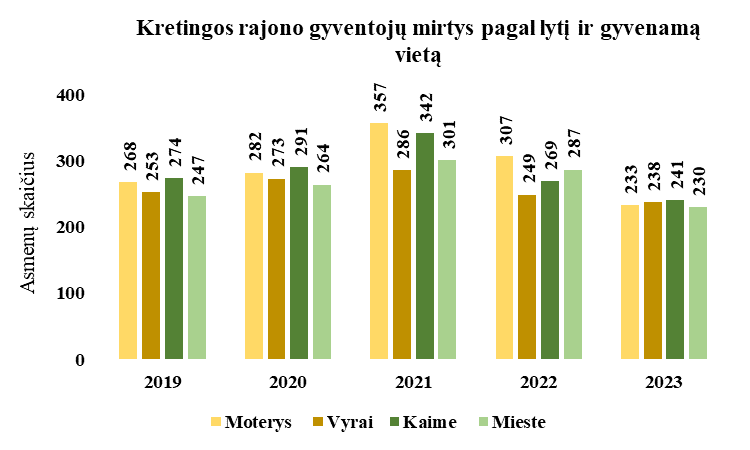 Kretingos rajono gyventojų mirtys pagal lytį ir gyvenamą
vietą
Asmenų skaičius
400
300
200
100
0
268 253 274 247
282 273 291 264
357 286 342 301
307 249 269 287
233 238 241 230
2019 2020 2021 2022 2023
Moterys Vyrai Kaime Mieste